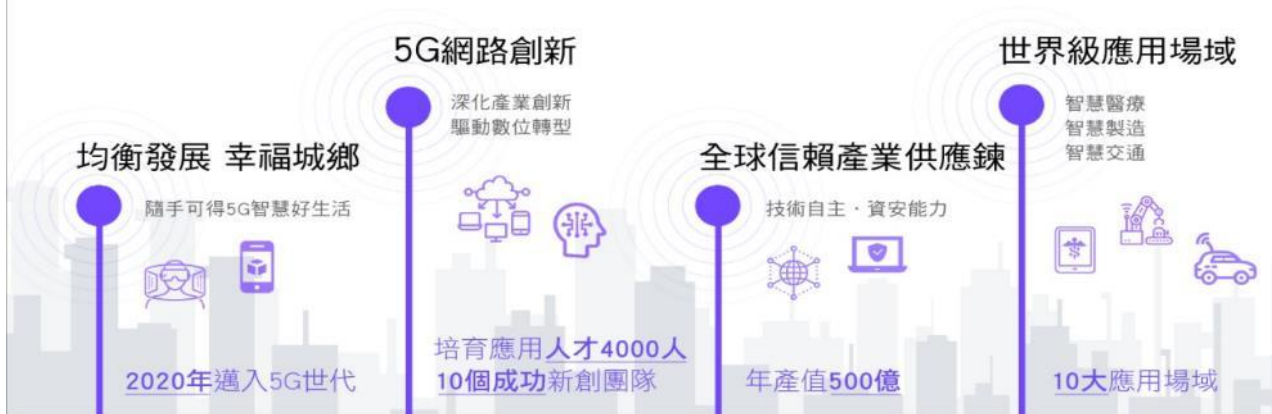 均衡發展 幸福城鄉
隨手可得5G智慧好生活
2020年邁入5G世代
5G網路創新
深化產業創新
驅動數位轉型
培育應用人才4000人
10個成功新創團隊
全球信賴產業供應鍊
技術自主．資安能力
年產值500億
世界級應用場域
智慧醫療
智慧製造
智慧交通
10大應用場域